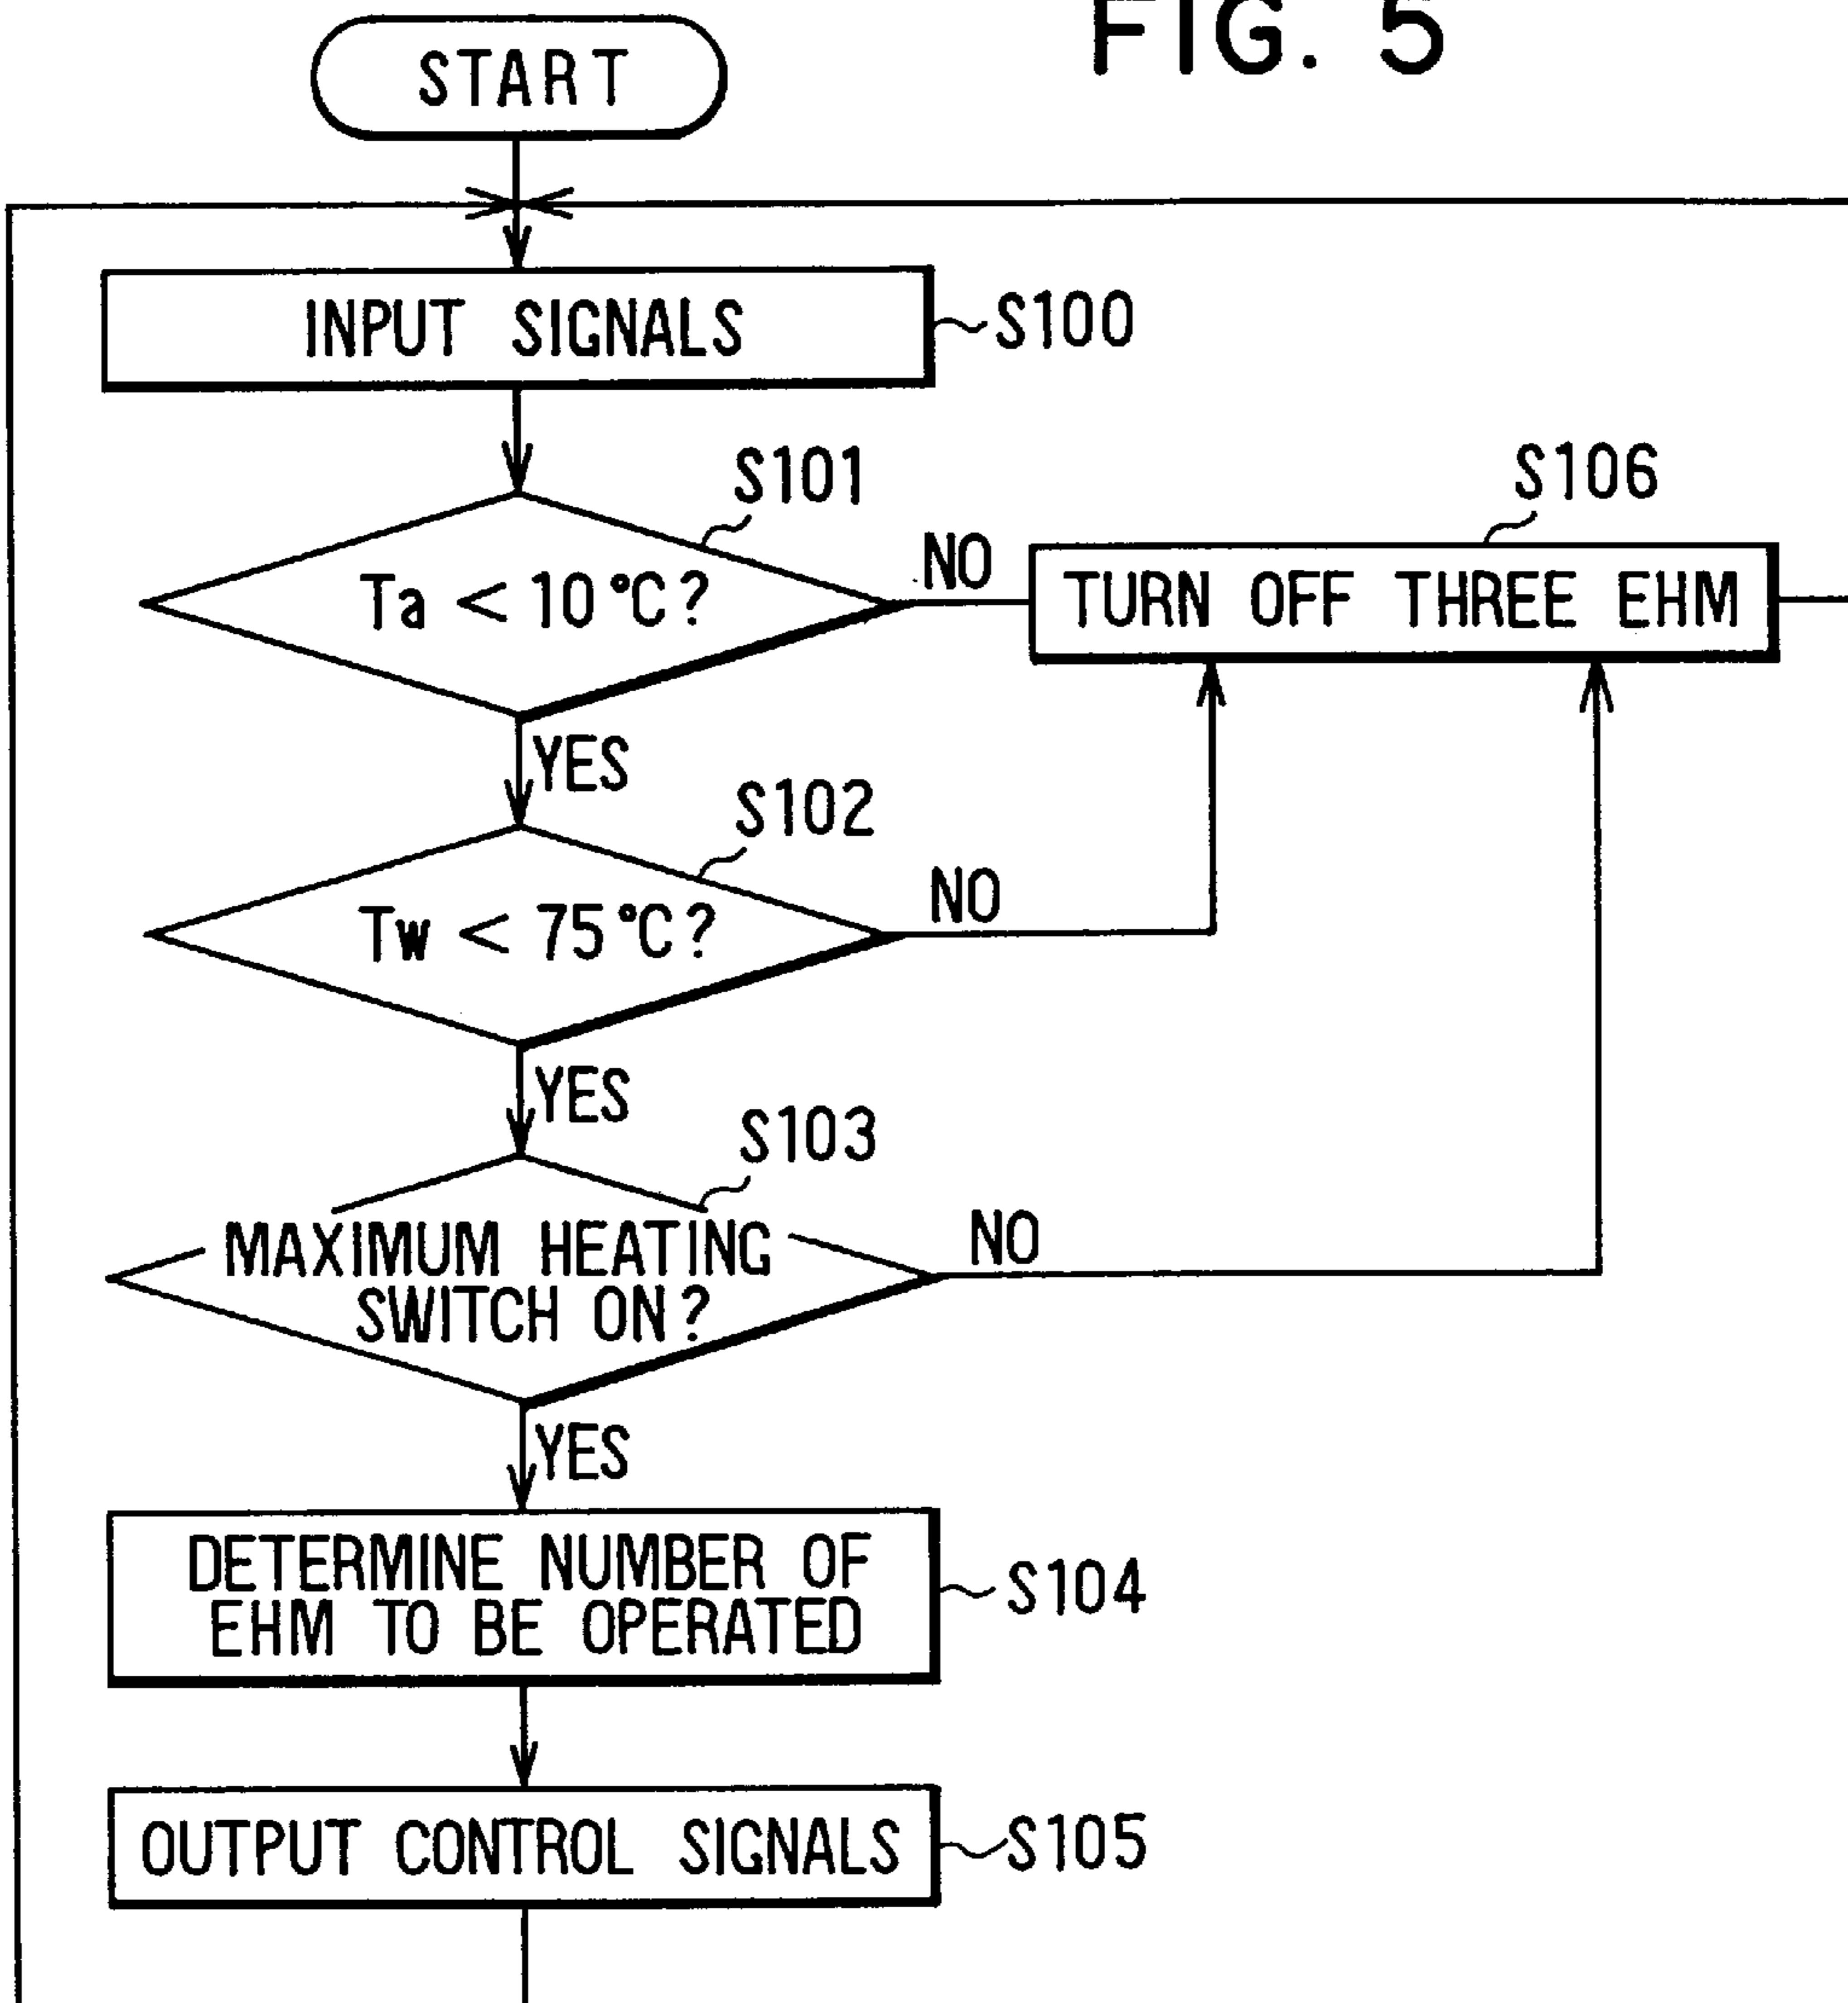 FIG. 5
START
INPUT SIGNALS
S100
S101
Ta < 10°C?
NO
S106
TURN OFF THREE EHM
YES
S102
Tw < 75°C?
NO
YES
S103
MAXIMUM HEATING
SWITCH ON?
NO
YES
DETERMINE NUMBER OF
EHM TO BE OPERATED
S104
OUTPUT CONTROL SIGNALS
S105